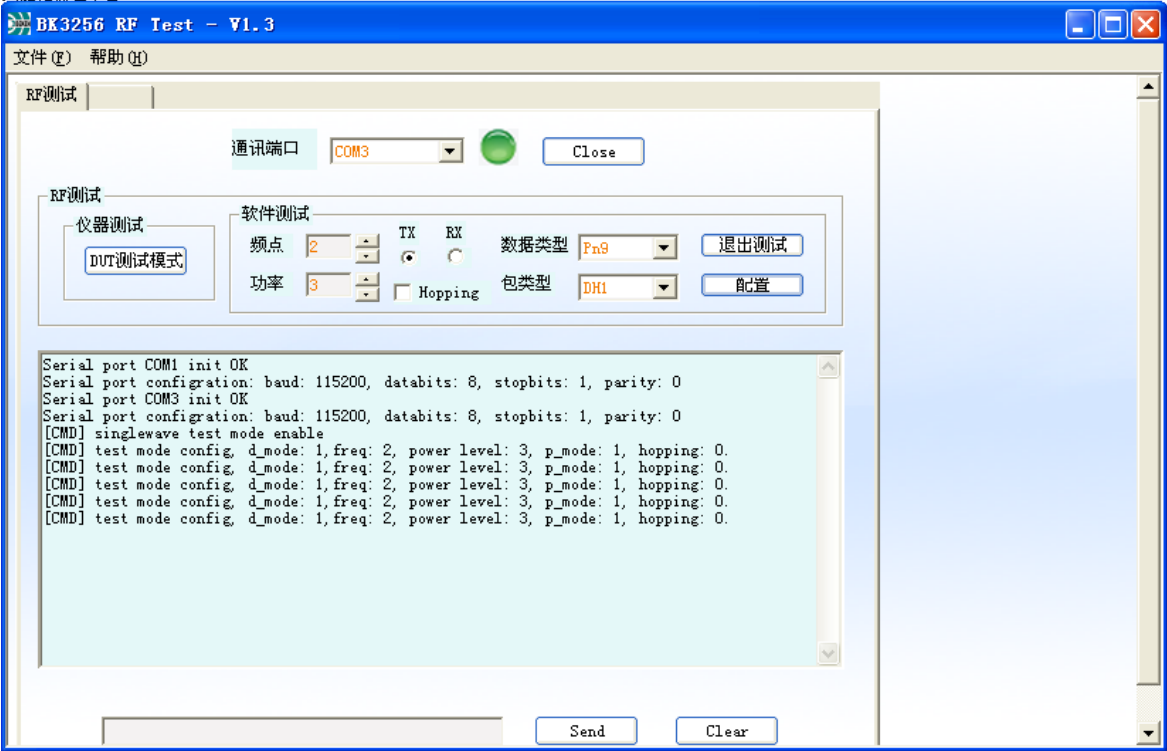 BK3256 RF Test - V1.3
文件(F) 帮助(H)
RF测试
通讯端口 COM3 Close
RF测试
仪器测试
DUT测试模式
软件测试
频点 2 TX RX 数据类型 Pn9 退出测试
功率 3 Hopping 包类型 DH1 配置
Serial port COM1 init OK
Serial port configration: baud: 115200, databits: 8, stopbits: 1, parity: 0
Serial port COM3 init OK
Serial port configration: baud: 115200, databits: 8, stopbits: 1, parity: 0
[CMD] singlewave test mode enable
[CMD] test mode config, d_mode: 1,freq: 2, power level: 3, p_mode: 1, hopping: 0.
[CMD] test mode config, d_mode: 1,freq: 2, power level: 3, p_mode: 1, hopping: 0.
[CMD] test mode config, d_mode: 1,freq: 2, power level: 3, p_mode: 1, hopping: 0.
[CMD] test mode config, d_mode: 1,freq: 2, power level: 3, p_mode: 1, hopping: 0.
[CMD] test mode config, d_mode: 1,freq: 2, power level: 3, p_mode: 1, hopping: 0.
Send Clear